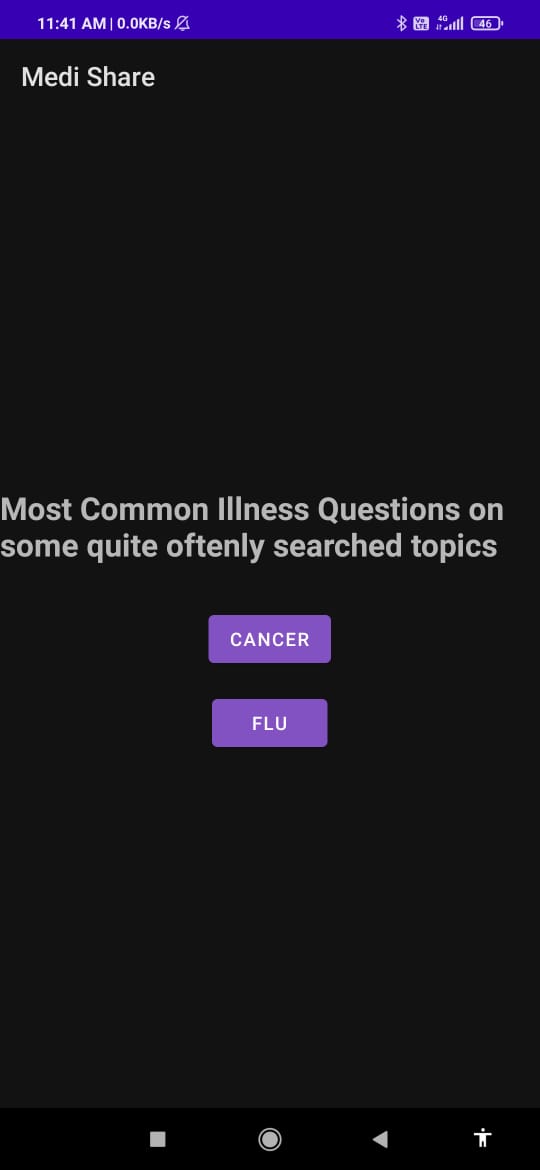 11:41 AM | 0.0KB/s
Vo LTE 4G 46
Medi Share
Most Common Illness Questions on
some quite oftenly searched topics
CANCER
FLU